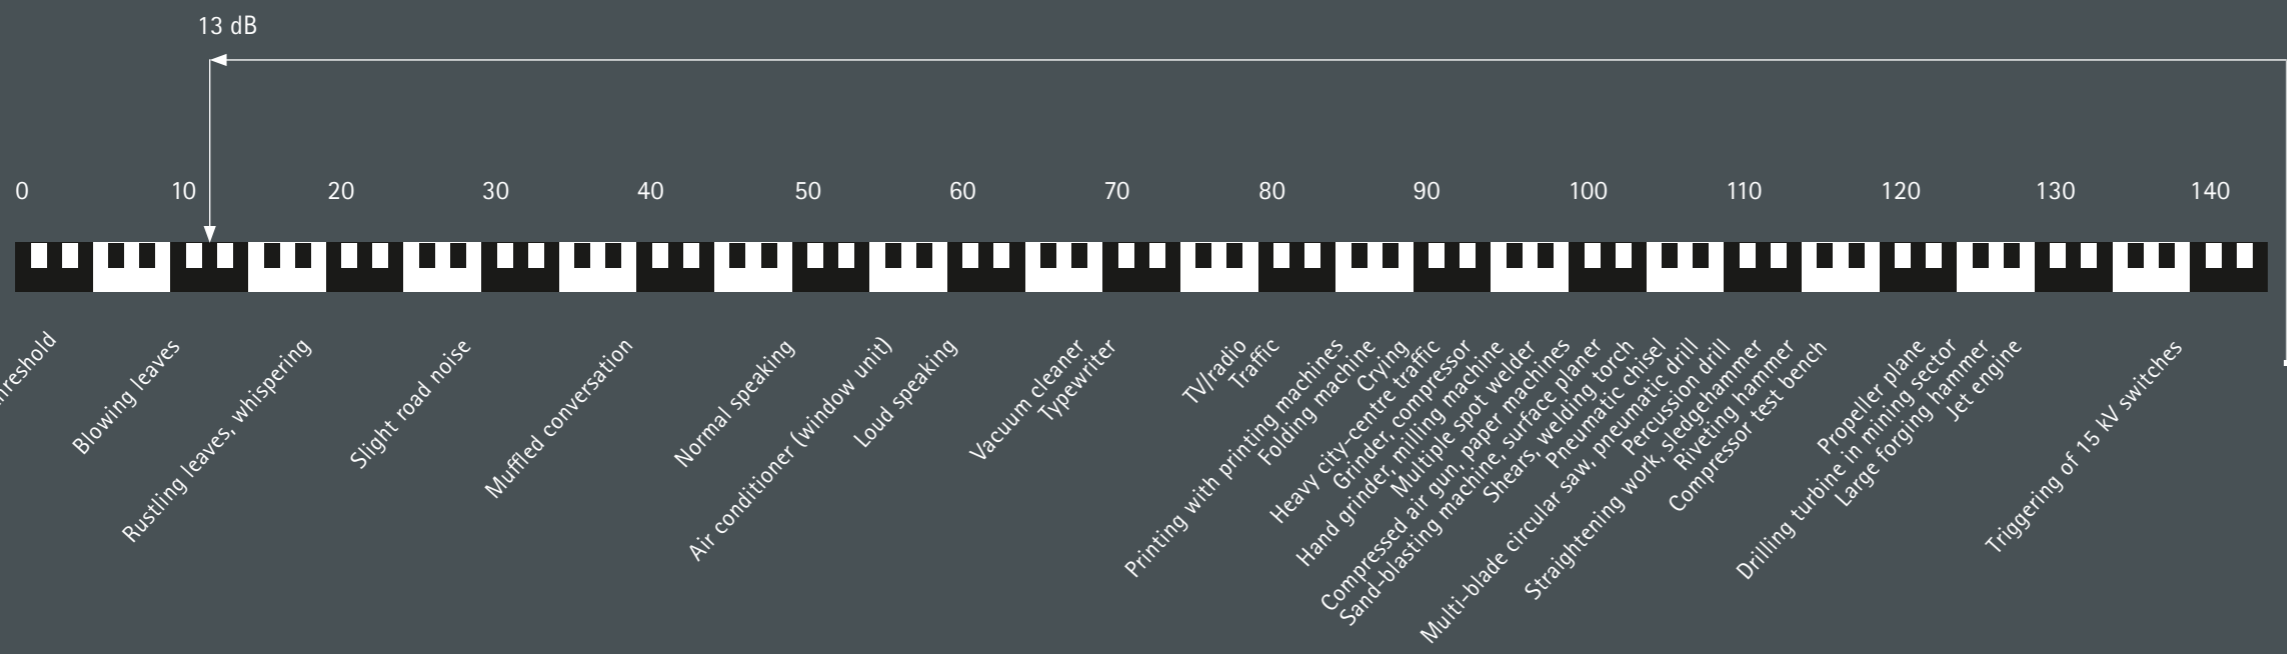 13 dB
0 10 20 30 40 50 60 70 80 90 100 110 120 130 140
Blowing leaves
Rustling leaves, whispering
Slight road noise
Muffled conversation
Normal speaking
Air conditioner (window unit)
Loud speaking
Vacuum cleaner
Typewriter
TV/radio
Traffic
Printing with printing machines
Folding machine
Crying
Heavy city-centre traffic
Grinder, compressor
Hand grinder, milling machine
Multiple spot welder
Compressed air gun, paper machines
Sand-blasting machine, surface planer
Shears, welding torch
Pneumatic chisel
Multi-blade circular saw, pneumatic drill
Percussion drill
Straightening work, sledgehammer
Riveting hammer
Compressor test bench
Propeller plane
Drilling turbine in mining sector
Large forging hammer
Jet engine
Triggering of 15 kV switches